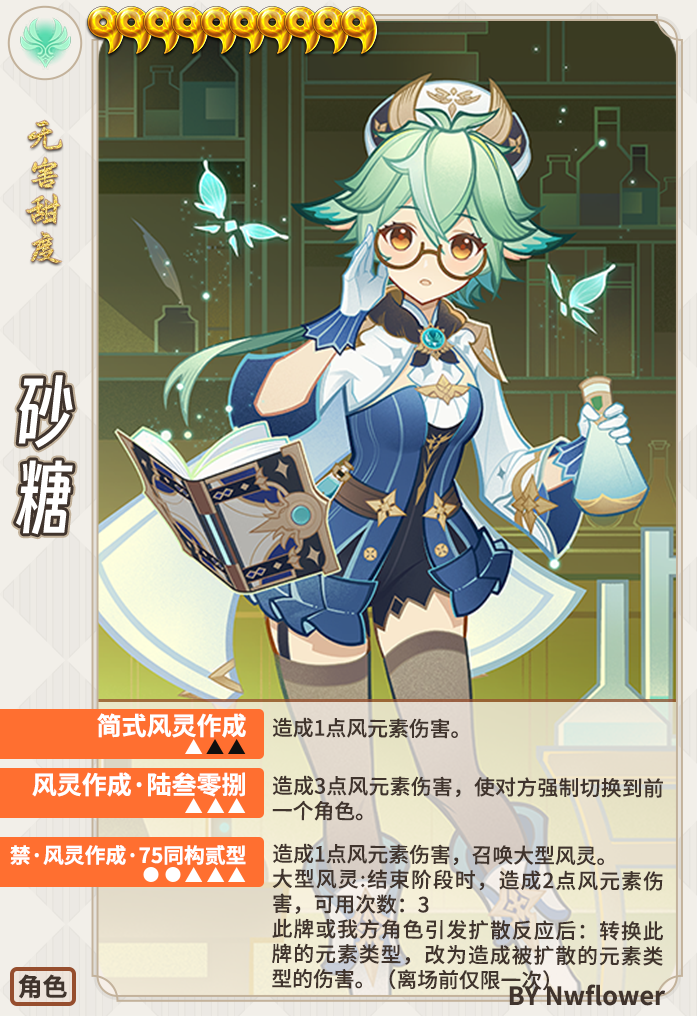 无害甜度
砂糖
简式风灵作成
造成1点风元素伤害。
风灵作成·陆叁零捌
造成3点风元素伤害，使对方强制切换到前
一个角色。
禁·风灵作成·75同构贰型
造成1点风元素伤害，召唤大型风灵。
大型风灵:结束阶段时，造成2点风元素伤
害，可用次数：3
此牌或我方角色引发扩散反应后：转换此
牌的元素类型，改为造成被扩散的元素类
型的伤害。（离场前仅限一次）
角色
BY Nwflower